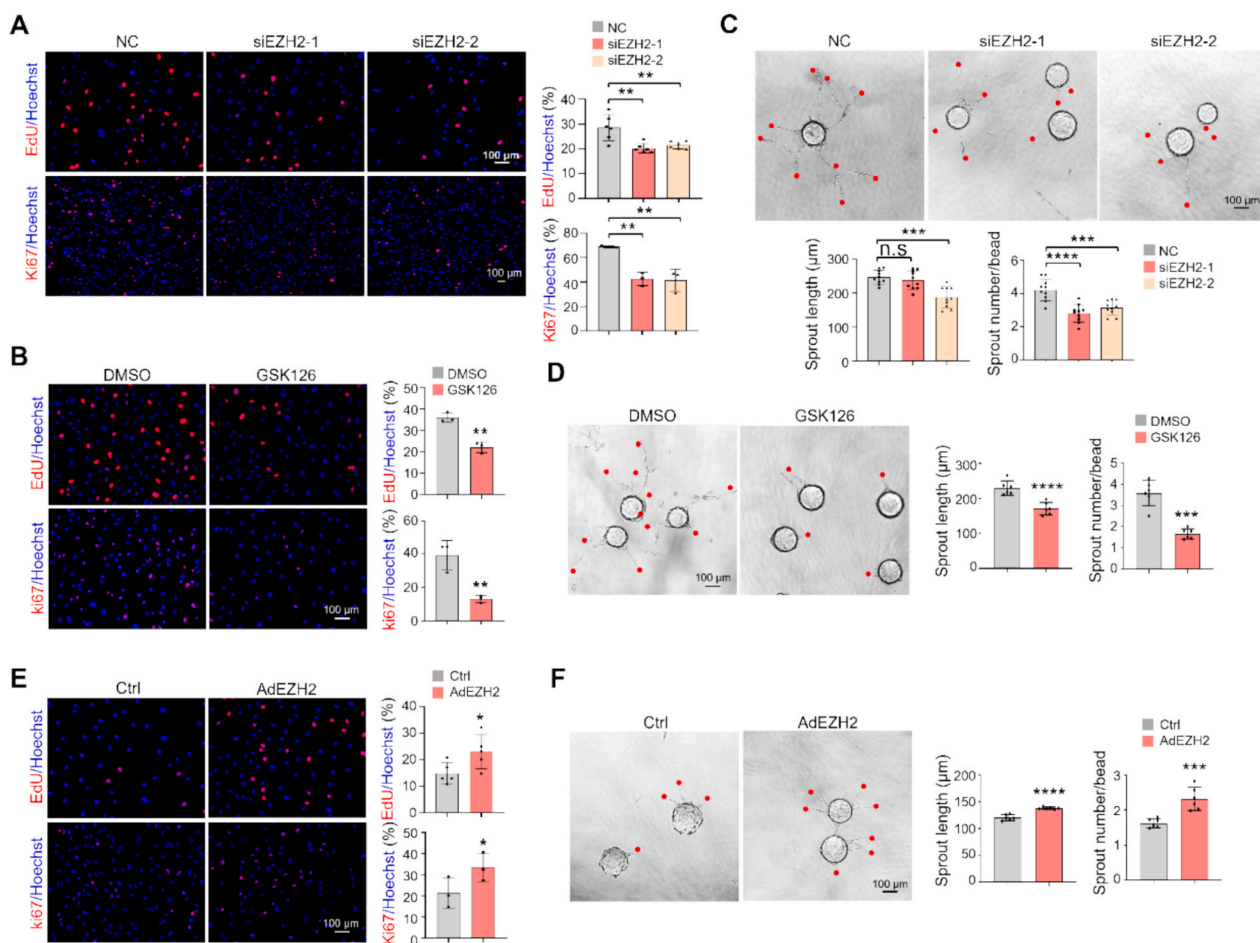 A
NC
siEZH2-1
siEZH2-2
EdU/Hoechst
100 µm
Ki67/Hoechst
100 µm
NC
siEZH2-1
siEZH2-2
**
**
EdU/Hoechst (%)
40
30
20
10
0
**
**
Ki67/Hoechst (%)
80
60
40
20
0
C
NC
siEZH2-1
siEZH2-2
100 µm
***
n.s
Sprout length (µm)
400
200
0
***
****
Sprout number/bead
6
4
2
0
NC
siEZH2-1
siEZH2-2
B
DMSO
GSK126
EdU/Hoechst
ki67/Hoechst
100 µm
DMSO
GSK126
EdU/Hoechst (%)
50
40
30
20
10
0
**
ki67/Hoechst (%)
60
40
20
0
**
D
DMSO
GSK126
100 µm
Sprout length (µm)
300
200
100
0
****
DMSO
GSK126
Sprout number/bead
5
4
3
2
1
0
***
E
Ctrl
AdEZH2
EdU/Hoechst
ki67/Hoechst
100 µm
Ctrl
AdEZH2
EdU/Hoechst (%)
40
30
20
10
0
*
ki67/Hoechst (%)
50
40
30
20
10
0
*
F
Ctrl
AdEZH2
100 µm
Sprout length (µm)
200
150
100
50
0
****
Ctrl
AdEZH2
Sprout number/bead
3
2
1
0
***